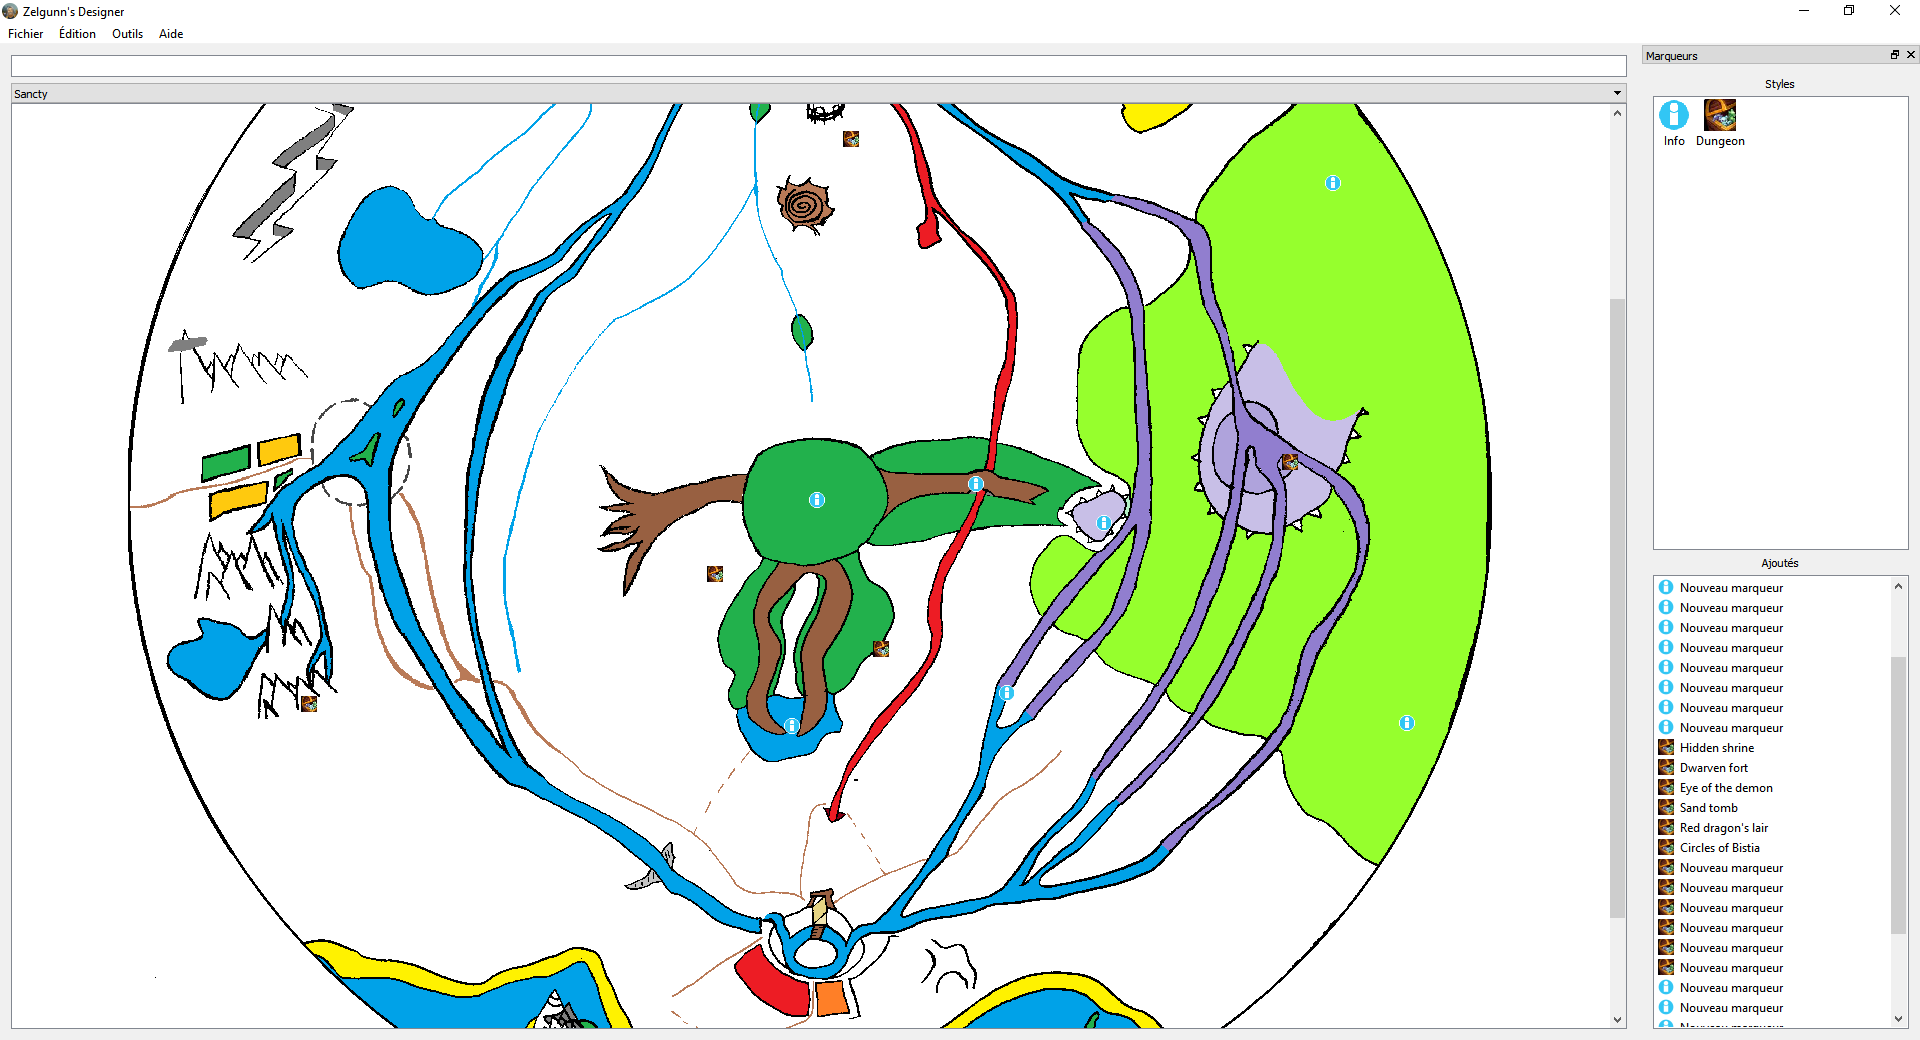 Zelgunn's Designer
Fichier Édition Outils Aide
Sancty
Marqueurs
Styles
Info Dungeon
Ajoutés
Nouveau marqueur
Nouveau marqueur
Nouveau marqueur
Nouveau marqueur
Nouveau marqueur
Nouveau marqueur
Nouveau marqueur
Nouveau marqueur
Hidden shrine
Dwarven fort
Eye of the demon
Sand tomb
Red dragon's lair
Circles of Bistia
Nouveau marqueur
Nouveau marqueur
Nouveau marqueur
Nouveau marqueur
Nouveau marqueur
Nouveau marqueur
Nouveau marqueur
Nouveau marqueur
Nouveau marqueur